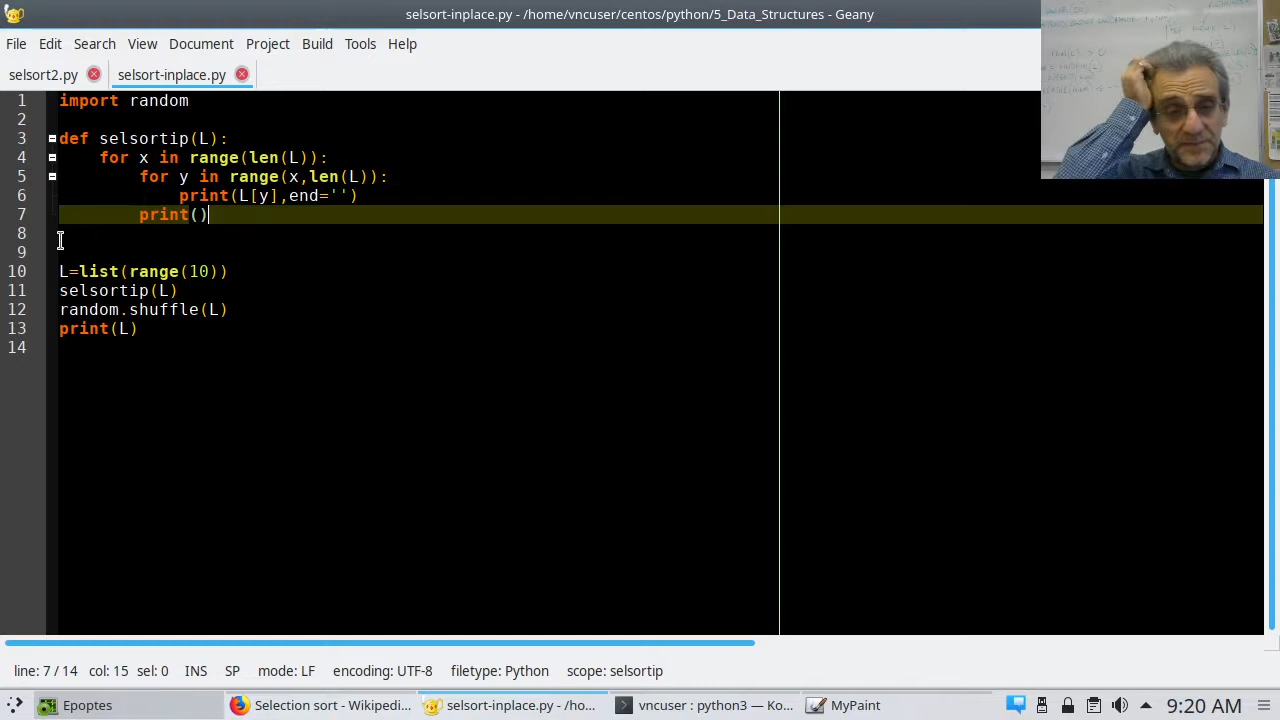 selsort-inplace.py - /home/vncuser/centos/python/5_Data_Structures - Geany
File Edit Search View Document Project Build Tools Help
selsort2.py selsort-inplace.py
1 import random
2
3 def selsortip(L):
4 for x in range(len(L)):
5 for y in range(x,len(L)):
6 print(L[y],end='')
7 print()
8
9
10 L=list(range(10))
11 selsortip(L)
12 random.shuffle(L)
13 print(L)
14
line: 7 / 14 col: 15 sel: 0 INS SP mode: LF encoding: UTF-8 filetype: Python scope: selsortip
Epoptes Selection sort - Wikipedi... selsort-inplace.py - /ho... vncuser : python3 — Ko... MyPaint 9:20 AM